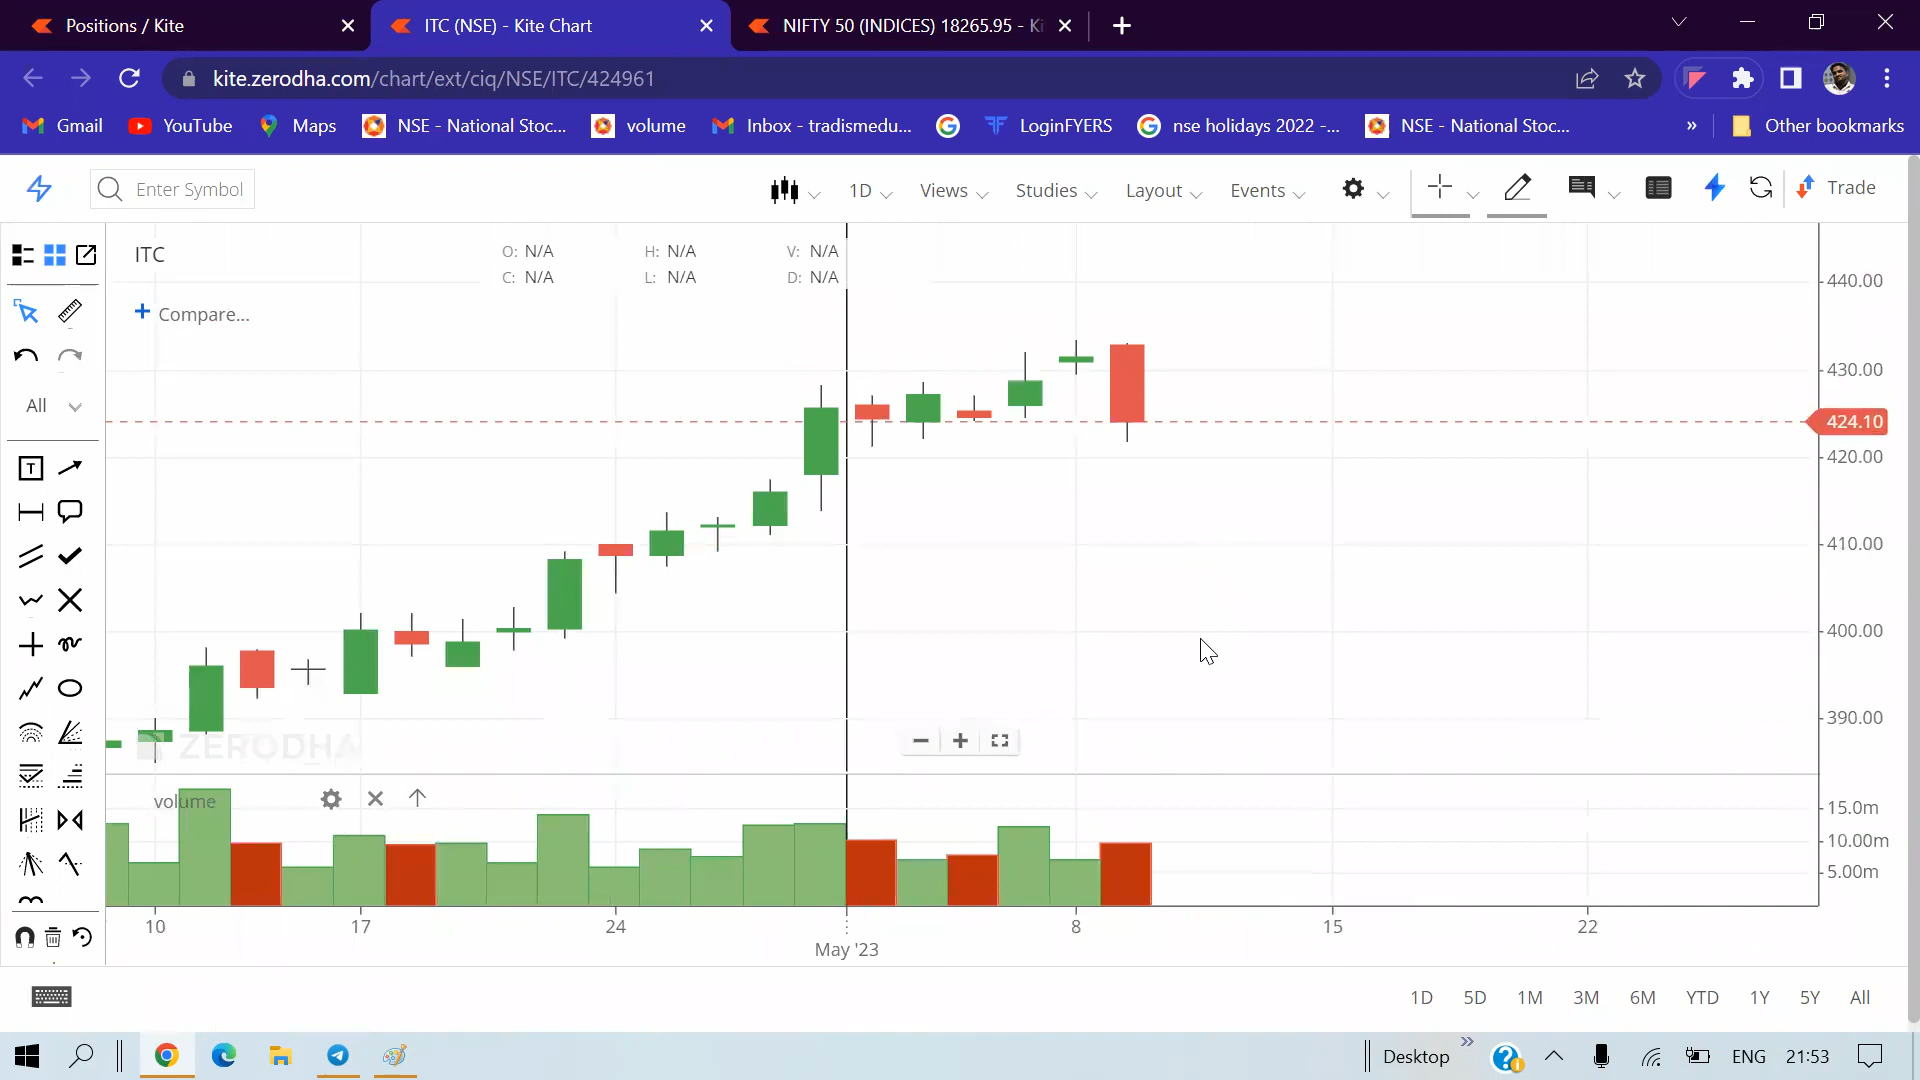 Positions / Kite
ITC (NSE) - Kite Chart
NIFTY 50 (INDICES) 18265.95 - Ki
kite.zerodha.com/chart/ext/ciq/NSE/ITC/424961
Gmail
YouTube
Maps
NSE - National Stoc...
volume
Inbox - tradismedu...
LoginFYERS
nse holidays 2022 -...
NSE - National Stoc...
»
Other bookmarks
Enter Symbol
1D
Views
Studies
Layout
Events
Trade
ITC
O: N/A
H: N/A
V: N/A
C: N/A
L: N/A
D: N/A
+ Compare...
All
T
440.00
430.00
424.10
420.00
410.00
400.00
390.00
ZERODHA
volume
15.0m
10.00m
5.00m
10
17
24
8
15
22
May '23
1D
5D
1M
3M
6M
YTD
1Y
5Y
All
Desktop
»
ENG
21:53